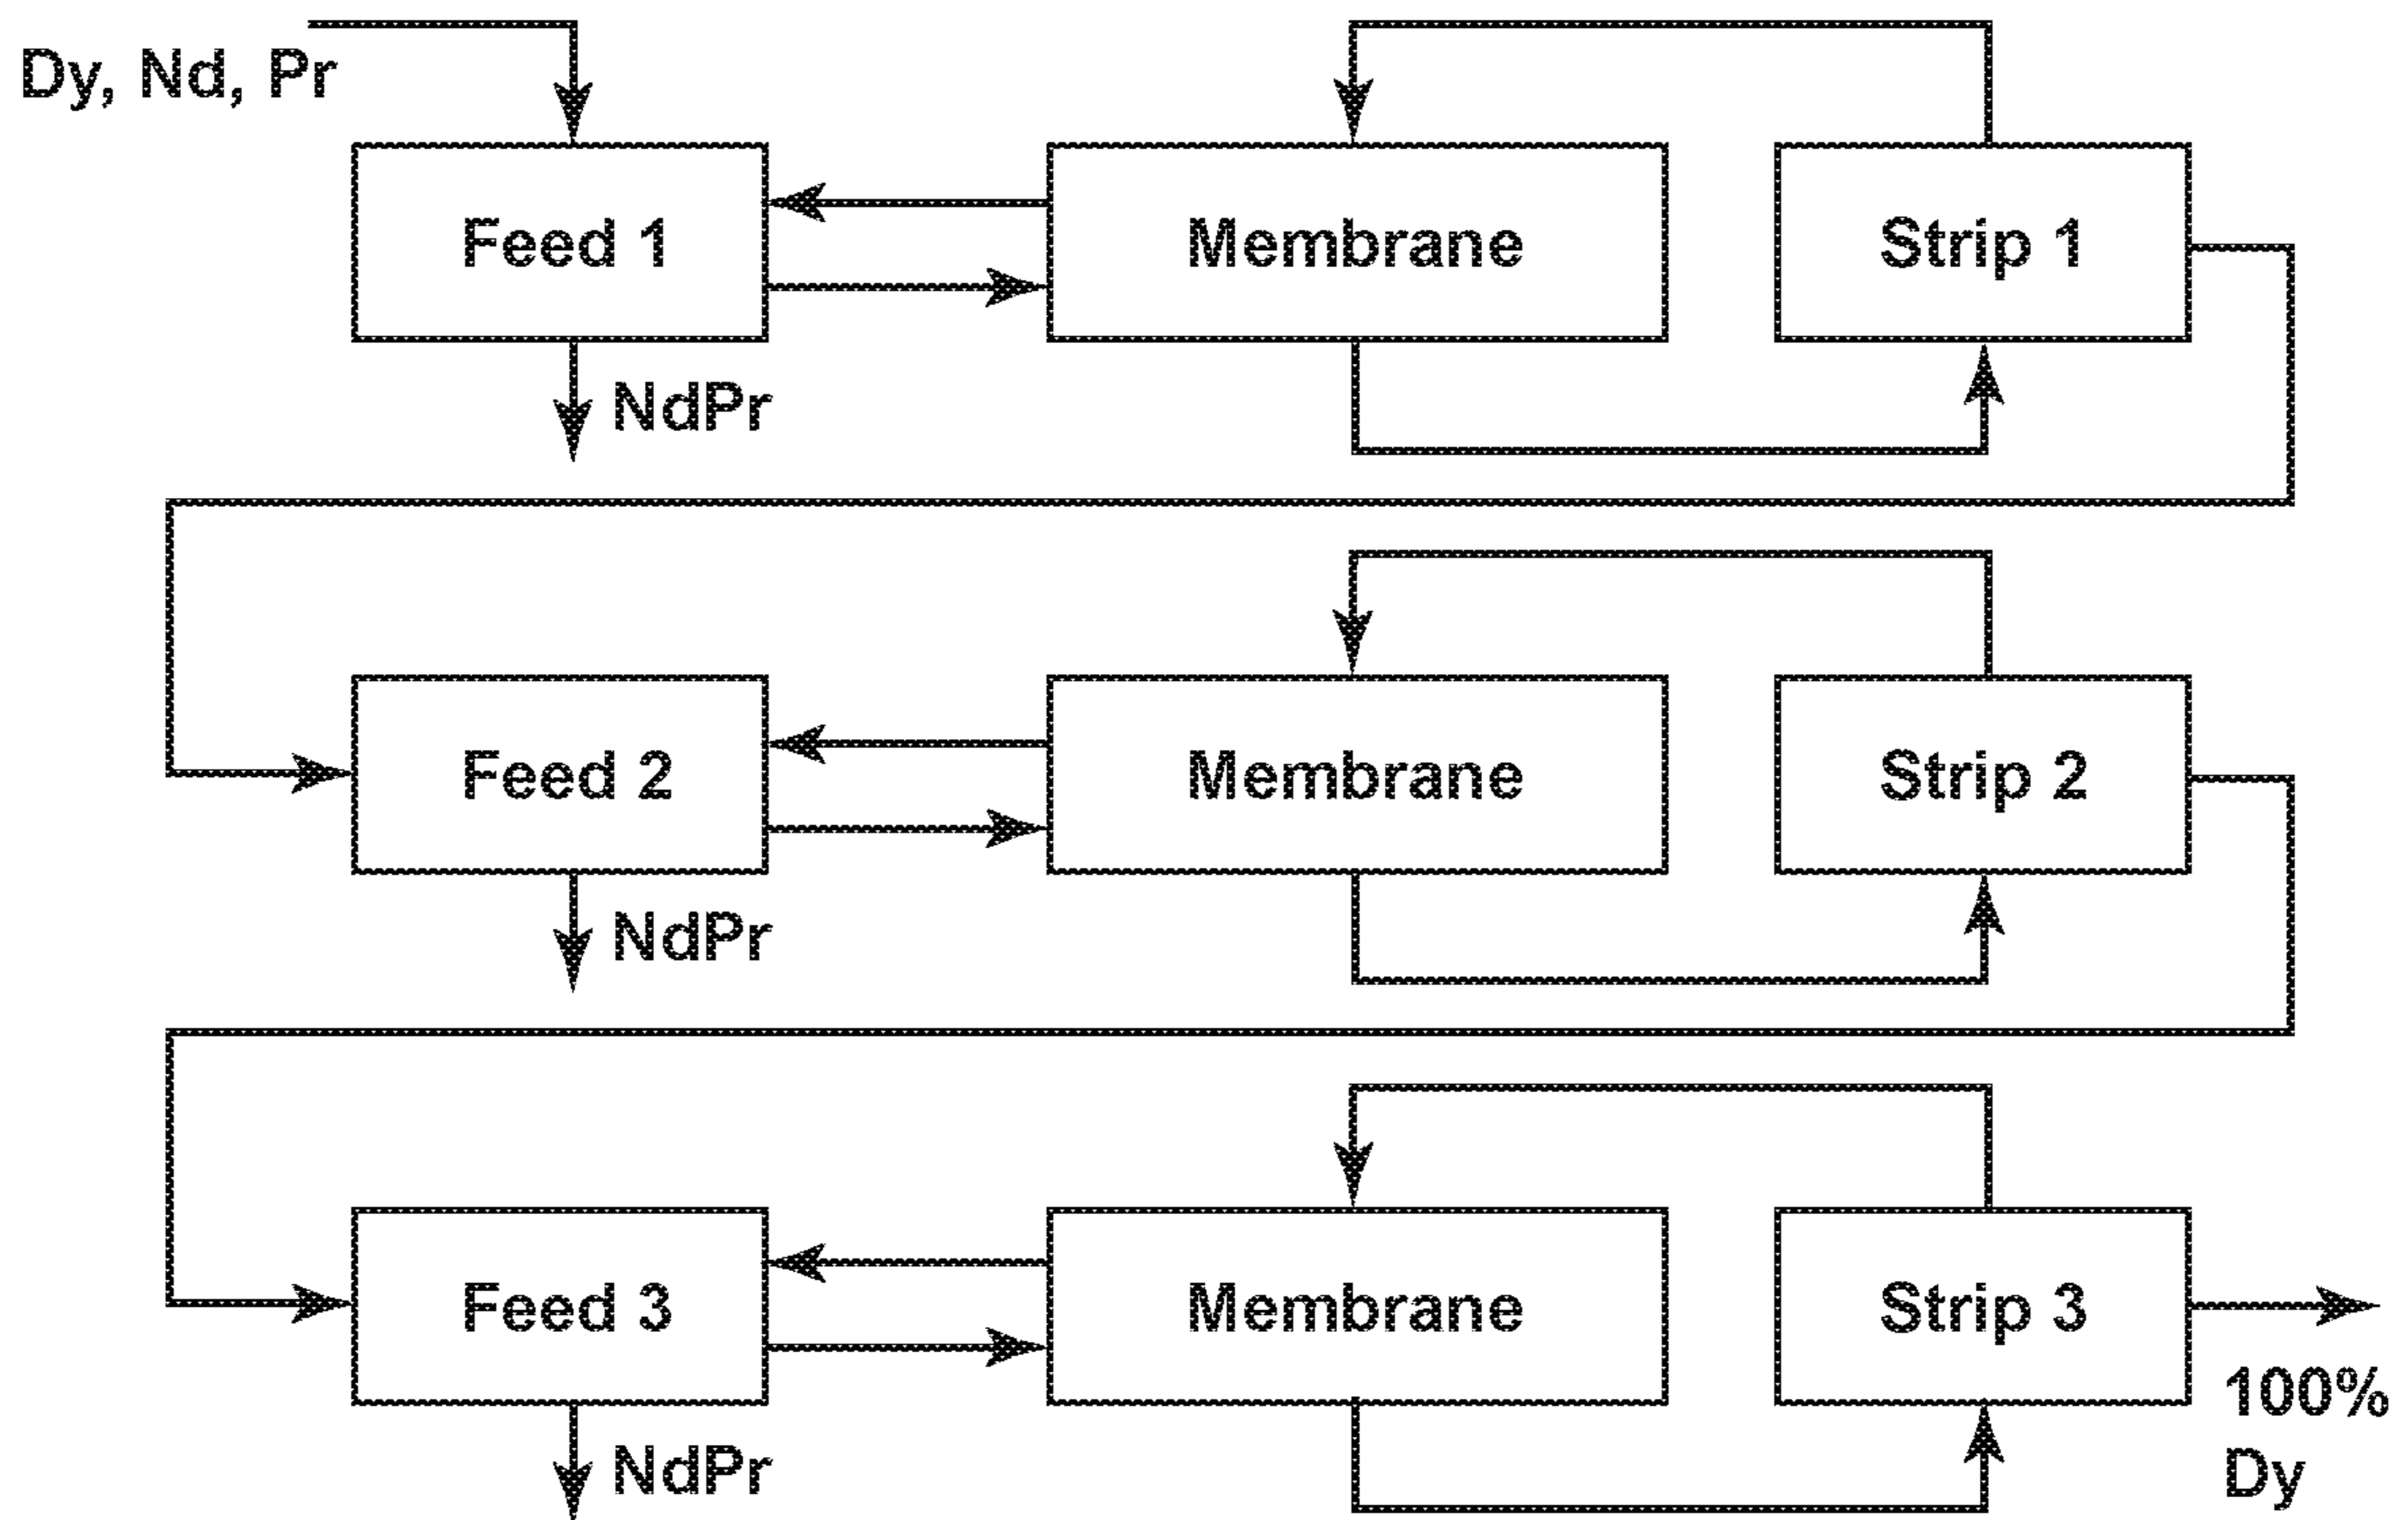 Dy, Nd, Pr
Feed 1
Membrane
Strip 1
NdPr
Feed 2
Membrane
Strip 2
NdPr
Feed 3
Membrane
Strip 3
100%
Dy
NdPr